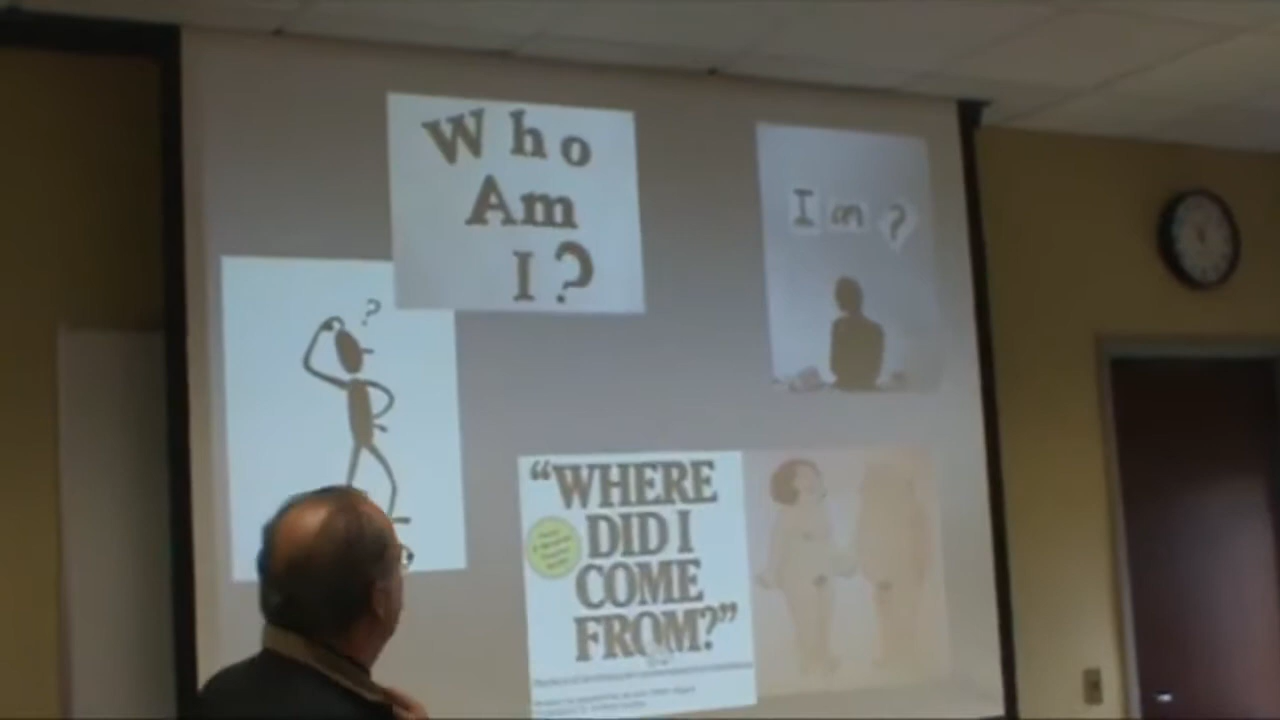 Who
Am
I?
I am ?
?
“WHERE
DID I
COME
FROM?”